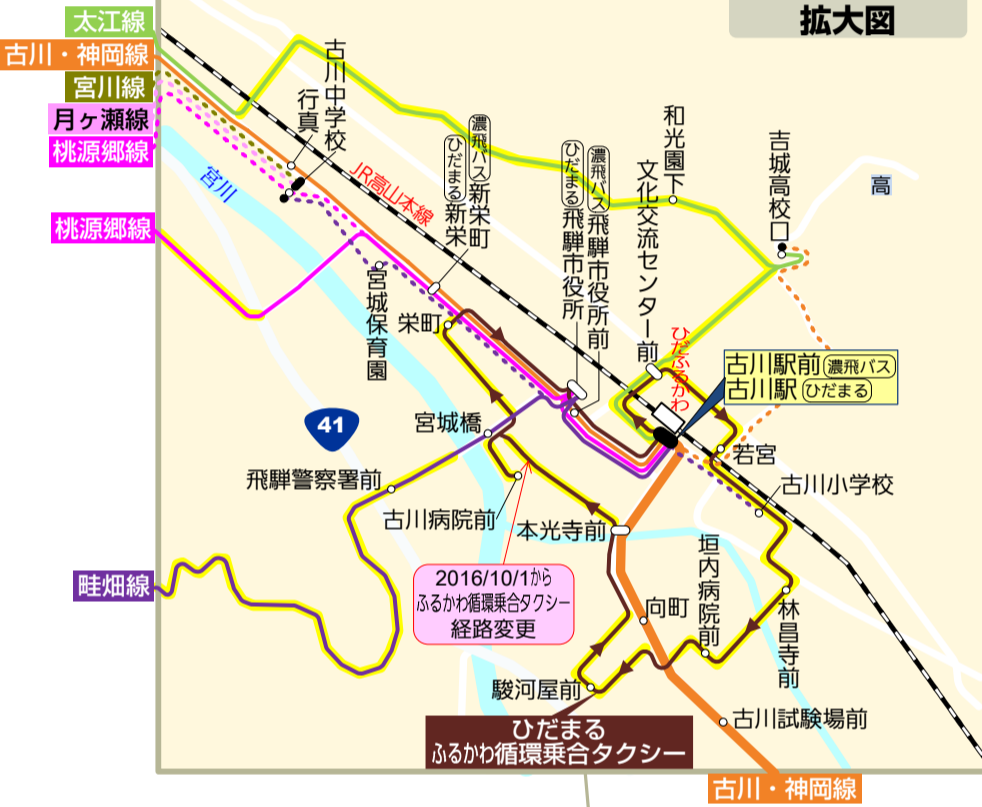 拡大図
太江線
古川・神岡線
宮川線
月ヶ瀬線
桃源郷線
桃源郷線
畦畑線
古川中学校
行真
宮川
JR高山本線
濃飛バス 新栄町
ひだまる 新栄
宮城保育園
栄町
濃飛バス 飛騨市役所前
ひだまる 飛騨市役所
和光園下
文化交流センター前
吉城高校口
高
ひだふるかわ
古川駅前 濃飛バス
古川駅 ひだまる
41
宮城橋
飛騨警察署前
古川病院前
本光寺前
若宮
古川小学校
垣内病院前
2016/10/1から
ふるかわ循環乗合タクシー
経路変更
向町
林昌寺前
駿河屋前
古川試験場前
ひだまる
ふるかわ循環乗合タクシー
古川・神岡線